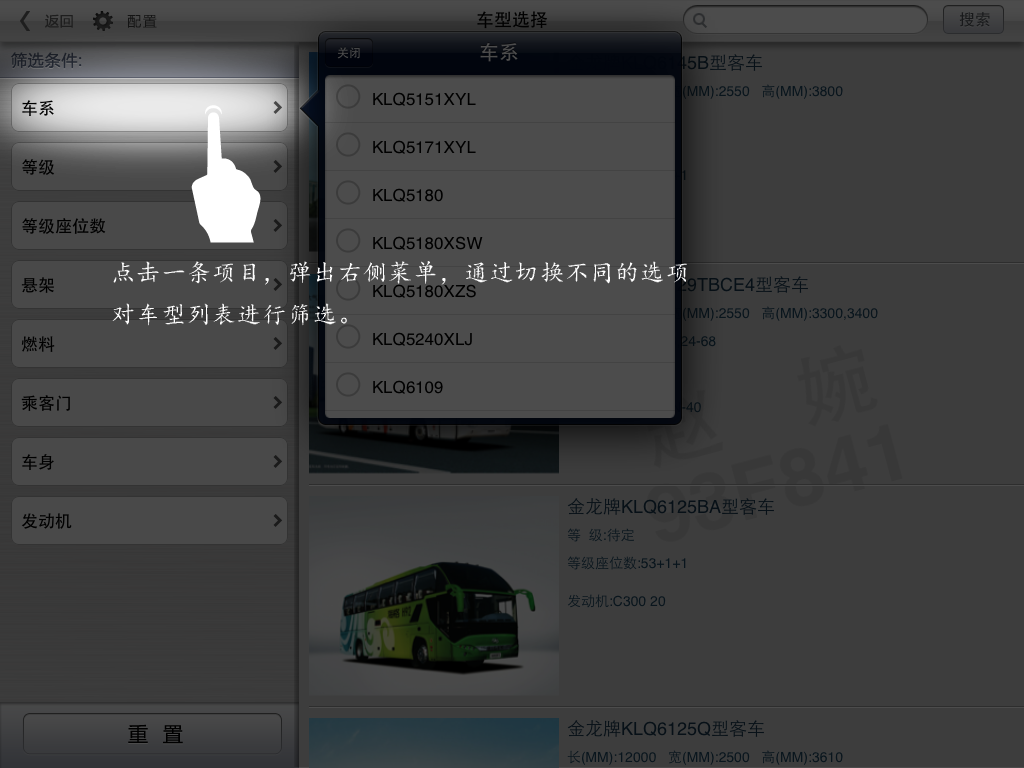 返回
配置
车型选择
搜索
筛选条件:
车系
等级
等级座位数
悬架
燃料
乘客门
车身
发动机
重 置
关闭
车系
KLQ5151XYL
KLQ5171XYL
KLQ5180
KLQ5180XSW
KLQ5180XZS
KLQ5240XLJ
KLQ6109
点击一条项目，弹出右侧菜单，通过切换不同的选项
对车型列表进行筛选。
45B型客车
(MM):2550 高(MM):3800
29TBCE4型客车
(MM):2550 高(MM):3300,3400
24-68
-40
赵 婉
93F841
金龙牌KLQ6125BA型客车
等 级:待定
等级座位数:53+1+1
发动机:C300 20
金龙牌KLQ6125Q型客车
长(MM):12000 宽(MM):2500 高(MM):3610